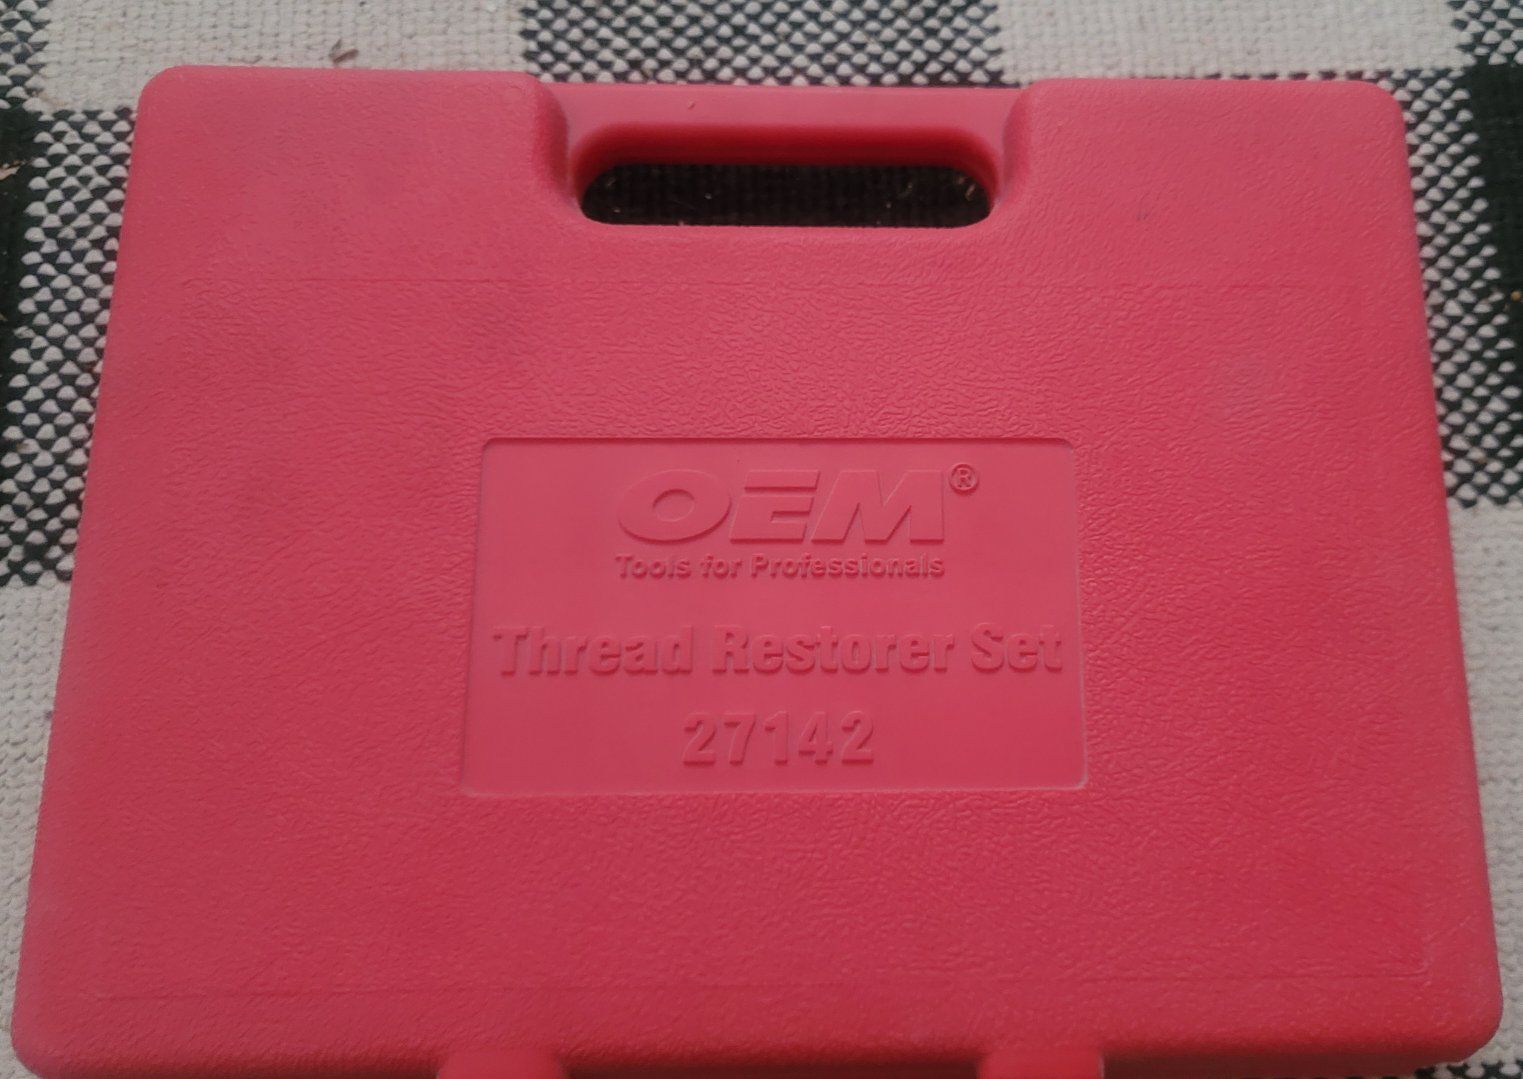 OEM®
Tools for Professionals
Thread Restorer Set
27142